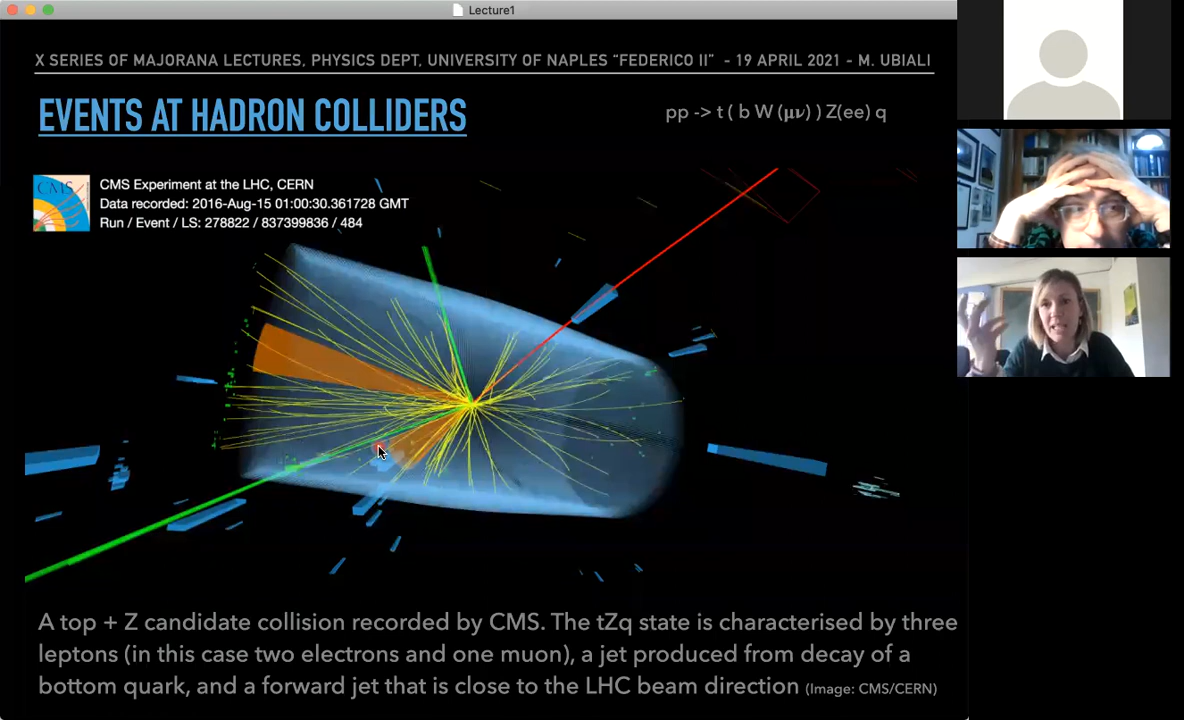 Lecture1
X SERIES OF MAJORANA LECTURES, PHYSICS DEPT, UNIVERSITY OF NAPLES “FEDERICO II” - 19 APRIL 2021 - M. UBIALI
EVENTS AT HADRON COLLIDERS
pp -> t ( b W (μν) ) Z(ee) q
CMS
CMS Experiment at the LHC, CERN
Data recorded: 2016-Aug-15 01:00:30.361728 GMT
Run / Event / LS: 278822 / 837399836 / 484
A top + Z candidate collision recorded by CMS. The tZq state is characterised by three
leptons (in this case two electrons and one muon), a jet produced from decay of a
bottom quark, and a forward jet that is close to the LHC beam direction (Image: CMS/CERN)